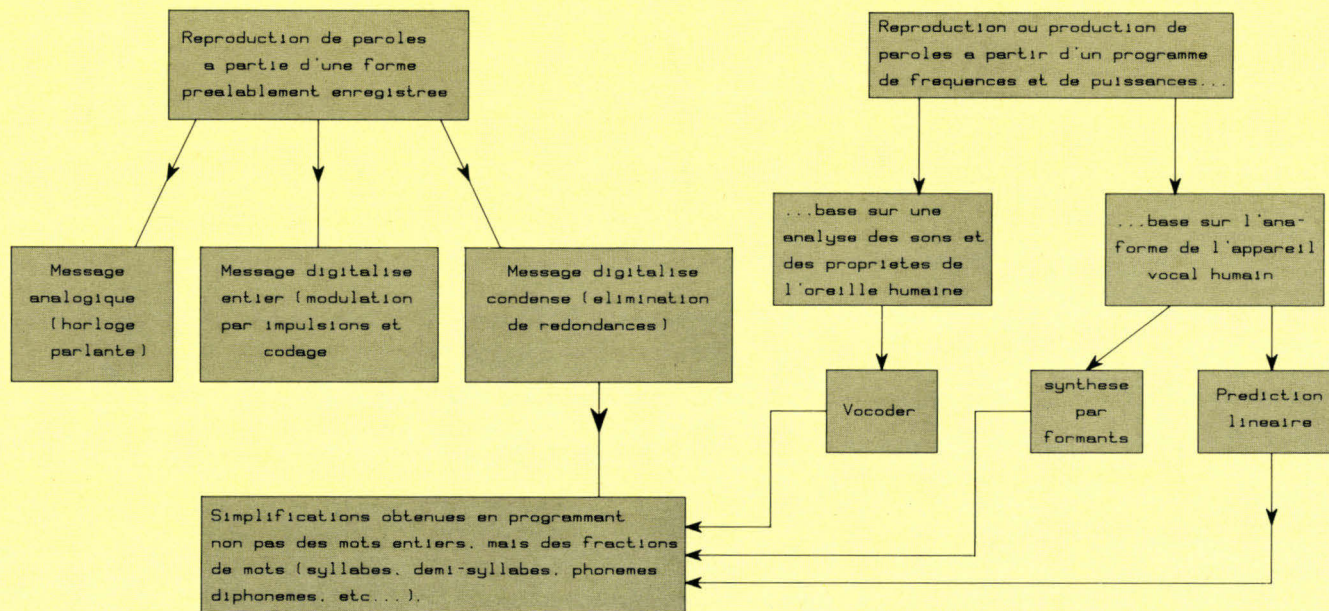 Reproduction de paroles
a partie d'une forme
prealablement enregistree
Reproduction ou production de
paroles a partir d'un programme
de frequences et de puissances...
...base sur une
analyse des sons et
des proprietes de
l'oreille humaine
...base sur l'ana-
forme de l'appareil
vocal humain
Message
analogique
(horloge
parlante)
Message digitalise
entier (modulation
par impulsions et
codage
Message digitalise
condense (elimination
de redondances)
Vocoder
synthese
par
formants
Prediction
lineaire
Simplifications obtenues en programmant
non pas des mots entiers, mais des fractions
de mots (syllabes, demi-syllabes, phonemes
diphonemes, etc...).